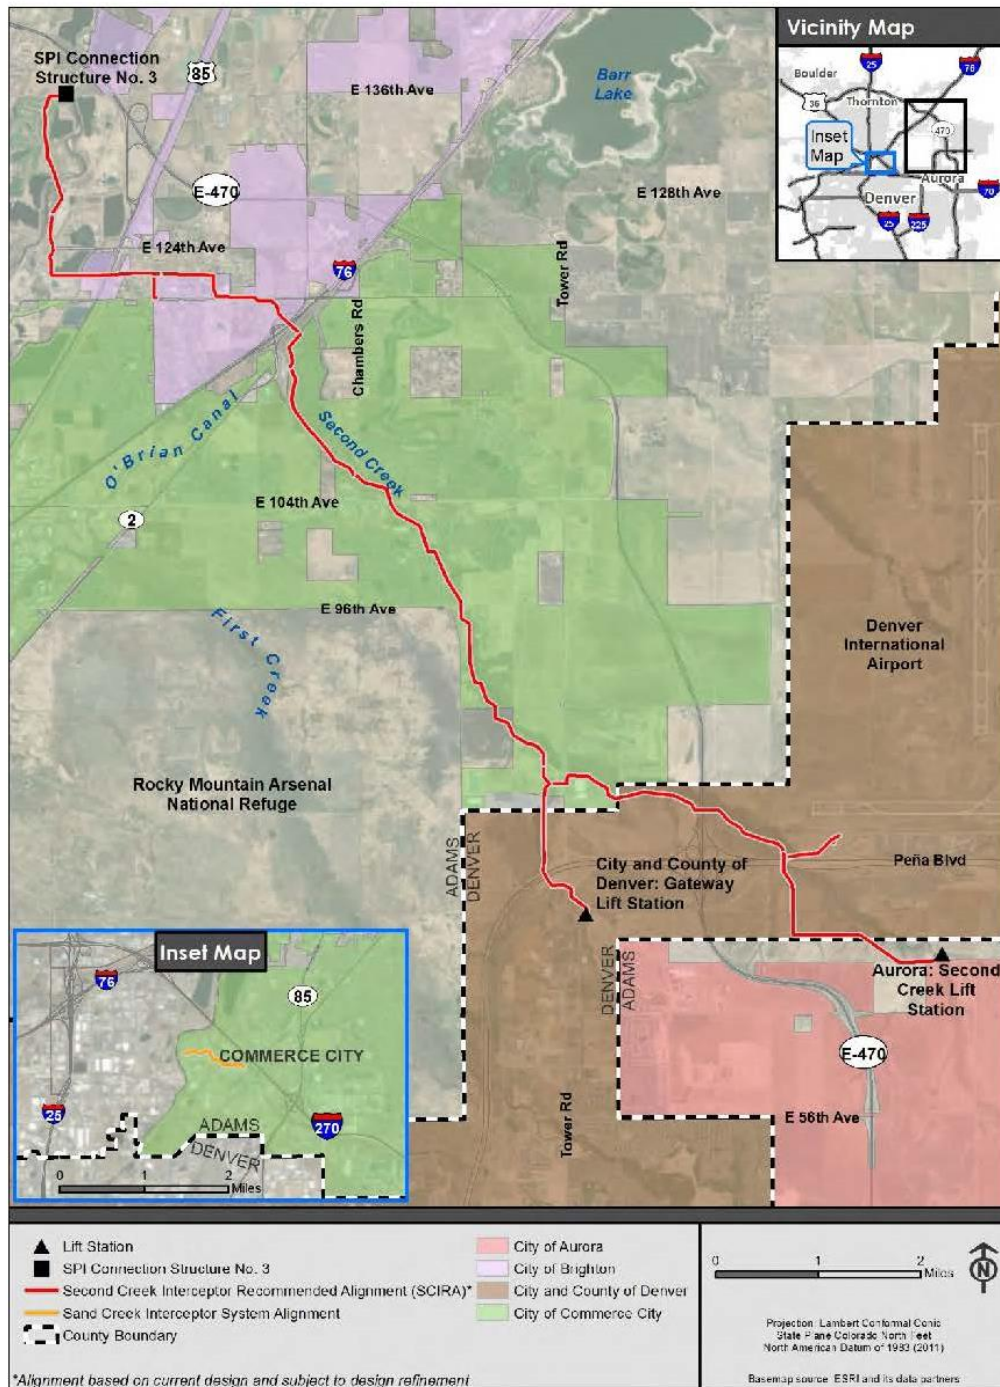 Vicinity Map
25
76
Boulder
36
Thornton
470
Inset
Map
Aurora
Denver
70
25
225
SPI Connection
Structure No. 3
85
E 136th Ave
Barr
Lake
E-470
E 128th Ave
E 124th Ave
76
Tower Rd
Chambers Rd
O'Brian Canal
Second Creek
E 104th Ave
2
E 96th Ave
First Creek
Denver
International
Airport
Rocky Mountain Arsenal
National Refuge
ADAMS
DENVER
City and County of
Denver: Gateway
Lift Station
Peña Blvd
DENVER
ADAMS
Aurora: Second
Creek Lift
Station
E-470
E 56th Ave
Tower Rd
Inset Map
76
85
COMMERCE CITY
25
ADAMS
DENVER
270
0 1 2
Miles
Lift Station
SPI Connection Structure No. 3
Second Creek Interceptor Recommended Alignment (SCIRA)*
Sand Creek Interceptor System Alignment
County Boundary
City of Aurora
City of Brighton
City and County of Denver
City of Commerce City
*Alignment based on current design and subject to design refinement
0 1 2
Miles
N
Projection: Lambert Conformal Conic
State Plane Colorado North Feet
North American Datum of 1983 (2011)
Basemap source: ESRI and its data partners